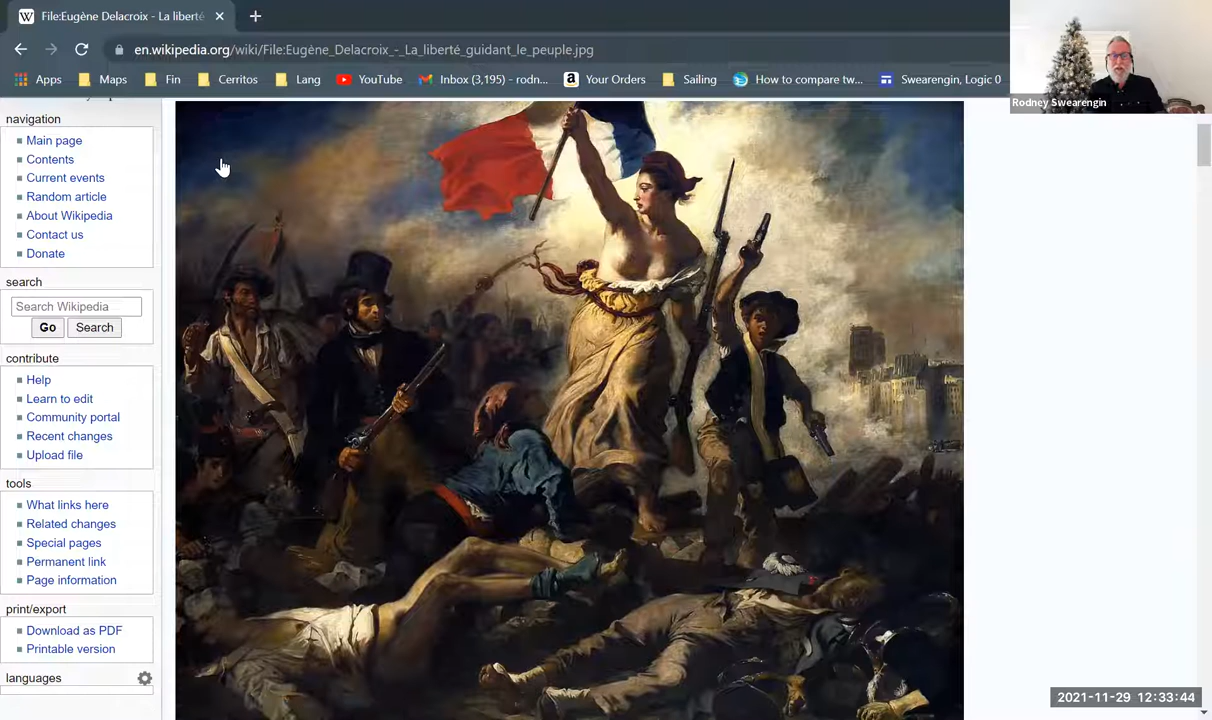 File:Eugène Delacroix - La liberté
en.wikipedia.org/wiki/File:Eugène_Delacroix_-_La_liberté_guidant_le_peuple.jpg
Apps Maps Fin Cerritos Lang YouTube Inbox (3,195) - rodn... Your Orders Sailing How to compare tw... Swearengin, Logic 0
Rodney Swearengin
navigation
Main page
Contents
Current events
Random article
About Wikipedia
Contact us
Donate
search
Search Wikipedia
Go Search
contribute
Help
Learn to edit
Community portal
Recent changes
Upload file
tools
What links here
Related changes
Special pages
Permanent link
Page information
print/export
Download as PDF
Printable version
languages
2021-11-29 12:33:44